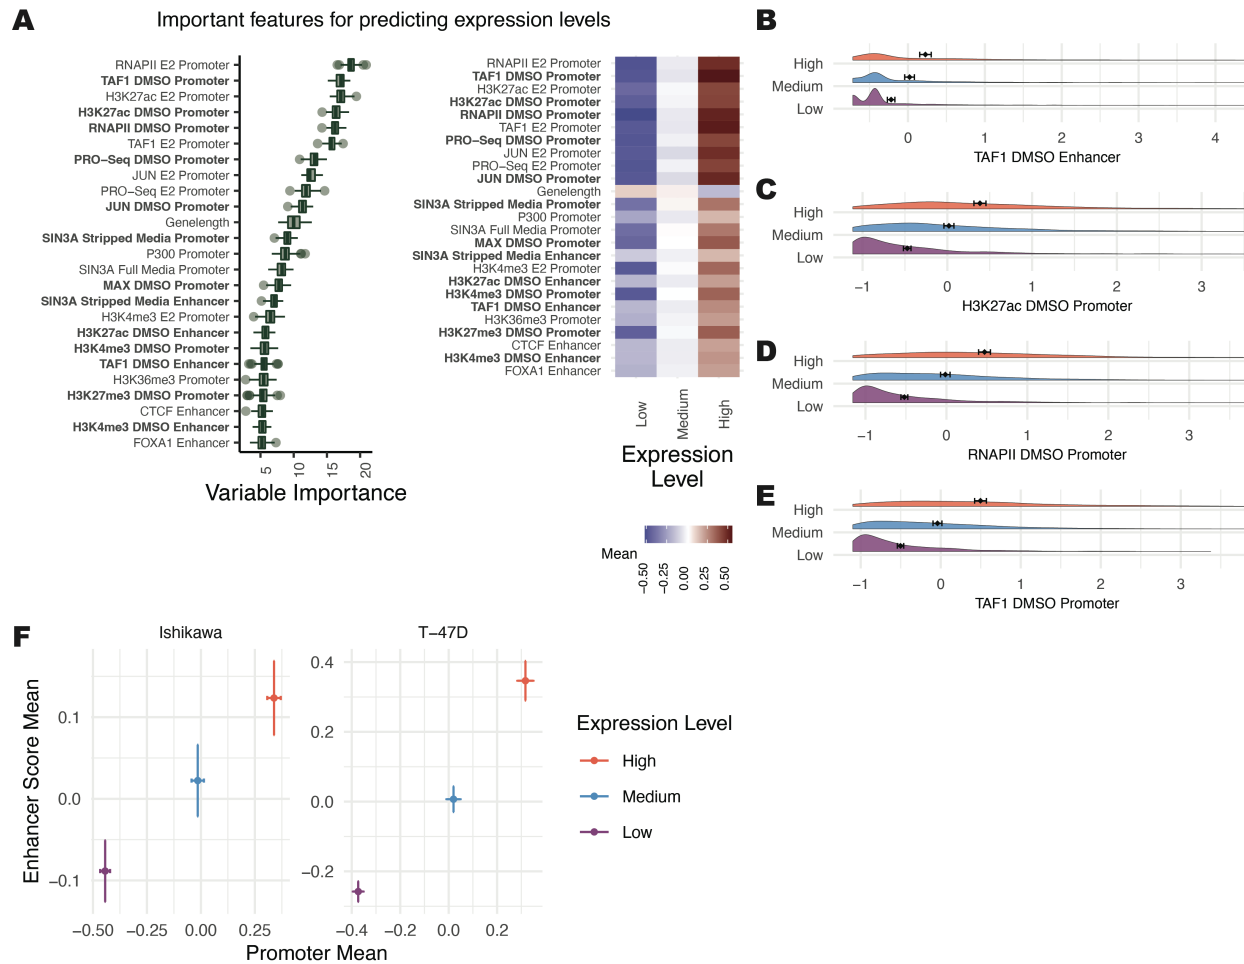 A
Important features for predicting expression levels
RNAPII E2 Promoter
TAF1 DMSO Promoter
H3K27ac E2 Promoter
H3K27ac DMSO Promoter
RNAPII DMSO Promoter
TAF1 E2 Promoter
PRO−Seq DMSO Promoter
JUN E2 Promoter
PRO−Seq E2 Promoter
JUN DMSO Promoter
Genelength
SIN3A Stripped Media Promoter
P300 Promoter
SIN3A Full Media Promoter
MAX DMSO Promoter
SIN3A Stripped Media Enhancer
H3K4me3 E2 Promoter
H3K27ac DMSO Enhancer
H3K4me3 DMSO Promoter
TAF1 DMSO Enhancer
H3K36me3 Promoter
H3K27me3 DMSO Promoter
CTCF Enhancer
H3K4me3 DMSO Enhancer
FOXA1 Enhancer
5 10 15 20
Variable Importance
RNAPII E2 Promoter
TAF1 DMSO Promoter
H3K27ac E2 Promoter
H3K27ac DMSO Promoter
RNAPII DMSO Promoter
TAF1 E2 Promoter
PRO−Seq DMSO Promoter
JUN E2 Promoter
PRO−Seq E2 Promoter
JUN DMSO Promoter
Genelength
SIN3A Stripped Media Promoter
P300 Promoter
SIN3A Full Media Promoter
MAX DMSO Promoter
SIN3A Stripped Media Enhancer
H3K4me3 E2 Promoter
H3K27ac DMSO Enhancer
H3K4me3 DMSO Promoter
TAF1 DMSO Enhancer
H3K36me3 Promoter
H3K27me3 DMSO Promoter
CTCF Enhancer
H3K4me3 DMSO Enhancer
FOXA1 Enhancer
Low Medium High
Expression
Level
Mean
−0.50 −0.25 0.00 0.25 0.50
B
High
Medium
Low
0 1 2 3 4
TAF1 DMSO Enhancer
C
High
Medium
Low
−1 0 1 2 3
H3K27ac DMSO Promoter
D
High
Medium
Low
−1 0 1 2 3
RNAPII DMSO Promoter
E
High
Medium
Low
−1 0 1 2 3
TAF1 DMSO Promoter
F
Ishikawa
T−47D
Enhancer Score Mean
0.1
0.0
−0.1
−0.50 −0.25 0.00 0.25
0.4
0.2
0.0
−0.2
−0.4 −0.2 0.0 0.2
Promoter Mean
Expression Level
High
Medium
Low